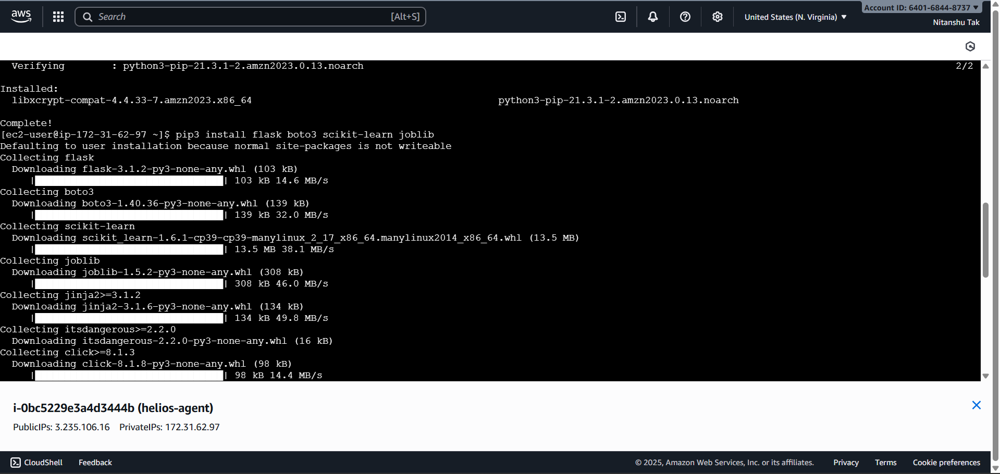 aws
Search [Alt+S]
United States (N. Virginia) ▼
Account ID: 6401-6844-8737 ▼
Nitanshu Tak
Verifying : python3-pip-21.3.1-2.amzn2023.0.13.noarch 2/2
Installed:
libxcrypt-compat-4.4.33-7.amzn2023.x86_64 python3-pip-21.3.1-2.amzn2023.0.13.noarch
Complete!
[ec2-user@ip-172-31-62-97 ~]$ pip3 install flask boto3 scikit-learn joblib
Defaulting to user installation because normal site-packages is not writeable
Collecting flask
Downloading flask-3.1.2-py3-none-any.whl (103 kB)
|████████████████████████████████| 103 kB 14.6 MB/s
Collecting boto3
Downloading boto3-1.40.36-py3-none-any.whl (139 kB)
|████████████████████████████████| 139 kB 32.0 MB/s
Collecting scikit-learn
Downloading scikit_learn-1.6.1-cp39-cp39-manylinux_2_17_x86_64.manylinux2014_x86_64.whl (13.5 MB)
|████████████████████████████████| 13.5 MB 38.1 MB/s
Collecting joblib
Downloading joblib-1.5.2-py3-none-any.whl (308 kB)
|████████████████████████████████| 308 kB 46.0 MB/s
Collecting jinja2>=3.1.2
Downloading jinja2-3.1.6-py3-none-any.whl (134 kB)
|████████████████████████████████| 134 kB 49.8 MB/s
Collecting itsdangerous>=2.2.0
Downloading itsdangerous-2.2.0-py3-none-any.whl (16 kB)
Collecting click>=8.1.3
Downloading click-8.1.8-py3-none-any.whl (98 kB)
|████████████████████████████████| 98 kB 14.4 MB/s
i-0bc5229e3a4d3444b (helios-agent)
PublicIPs: 3.235.106.16 PrivateIPs: 172.31.62.97
CloudShell Feedback © 2025, Amazon Web Services, Inc. or its affiliates. Privacy Terms Cookie preferences